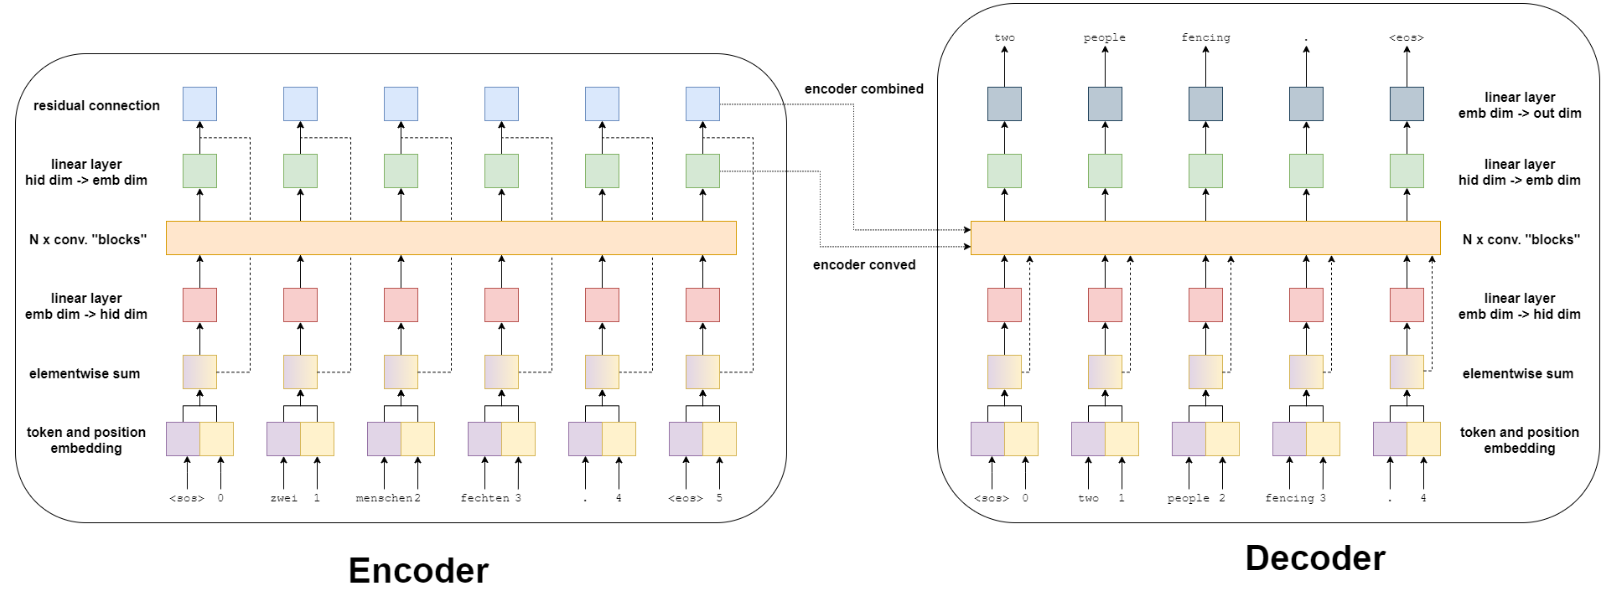 residual connection
linear layer
hid dim -> emb dim
N x conv. "blocks"
linear layer
emb dim -> hid dim
elementwise sum
token and position
embedding
<sos> 0 zwei 1 menschen 2 fechten 3 . 4 <eos> 5
Encoder
encoder combined
encoder conved
two people fencing . <eos>
linear layer
emb dim -> out dim
linear layer
hid dim -> emb dim
N x conv. "blocks"
linear layer
emb dim -> hid dim
elementwise sum
token and position
embedding
<sos> 0 two 1 people 2 fencing 3 . 4
Decoder